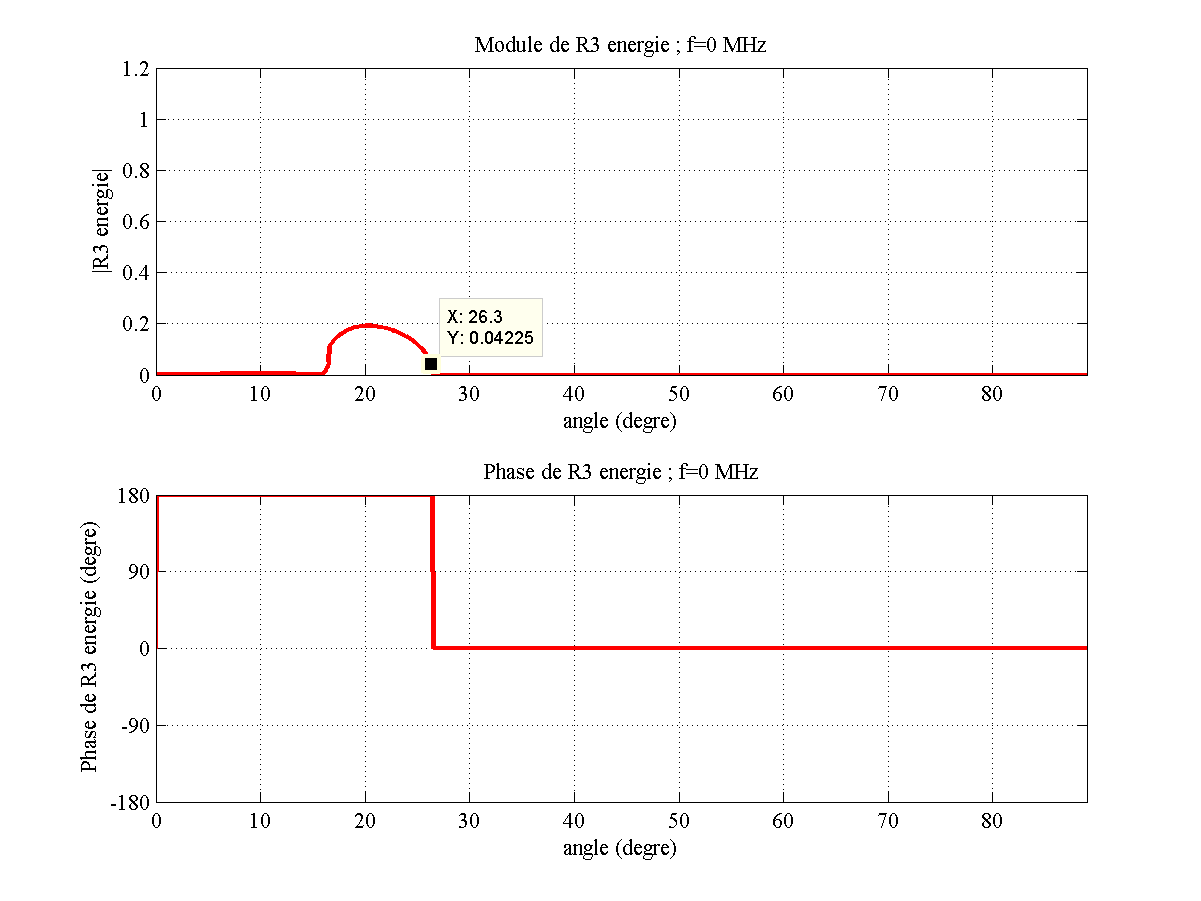 Module de R3 energie ; f=0 MHz
1.2
1
0.8
0.6
0.4
0.2
0
|R3 energie|
X: 26.3
Y: 0.04225
0 10 20 30 40 50 60 70 80
angle (degre)
Phase de R3 energie ; f=0 MHz
180
90
0
-90
-180
Phase de R3 energie (degre)
0 10 20 30 40 50 60 70 80
angle (degre)